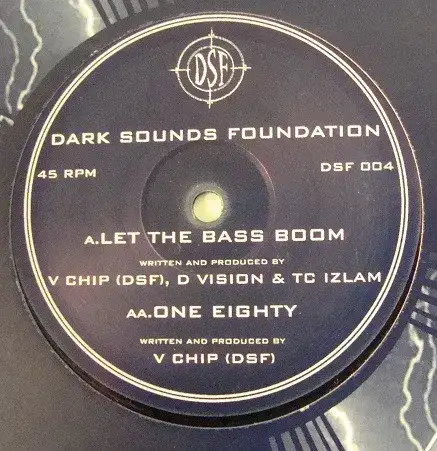 DSF
DARK SOUNDS FOUNDATION
45 RPM DSF 004
A.LET THE BASS BOOM
WRITTEN AND PRODUCED BY
V CHIP (DSF), D VISION & TC IZLAM
AA.ONE EIGHTY
WRITTEN AND PRODUCED BY
V CHIP (DSF)